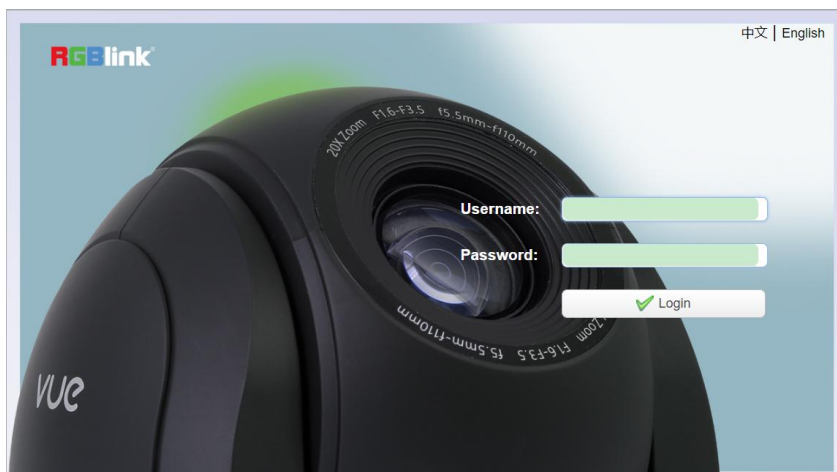 中文 | English
RGBlink
20X Zoom F1.6-F3.5 f5.5mm-f110mm
Username:
Password:
Login
f5.5mm-f110mm
F1.6-F3.5
Zoom
VUE